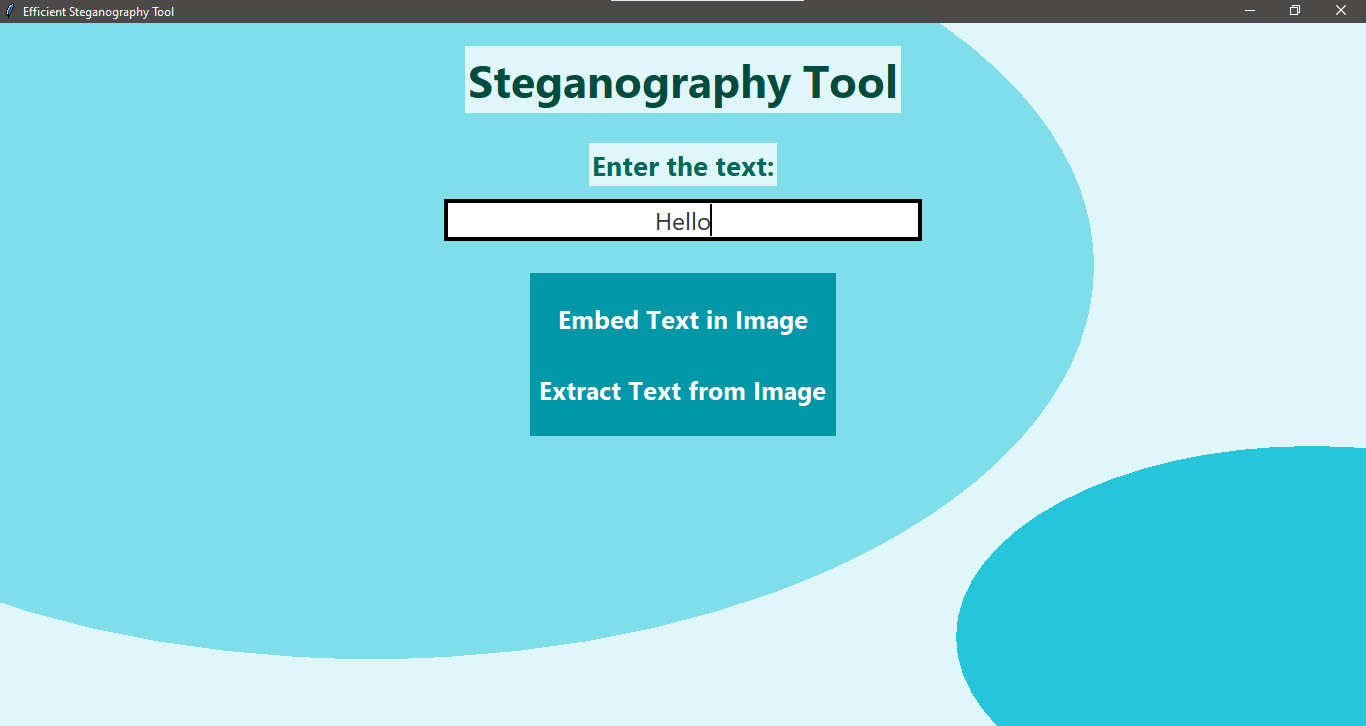 Efficient Steganography Tool
Steganography Tool
Enter the text:
Hello
Embed Text in Image
Extract Text from Image